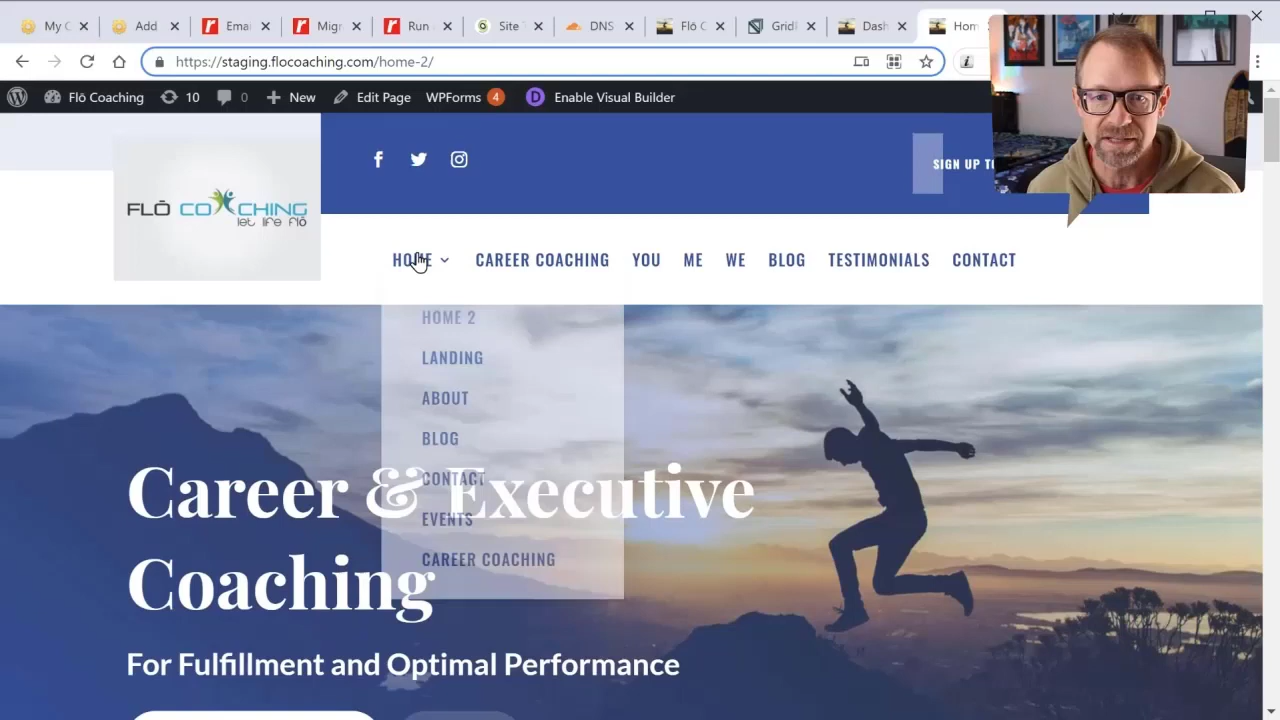 My C
Add
Emai
Migr
Run
Site
DNS
Fló C
Grid
Dash
Hom
https://staging.flocoaching.com/home-2/
Flō Coaching
10
0
New
Edit Page
WPForms
4
Enable Visual Builder
SIGN UP TO
FLŌ COACHING
let life flō
HOME
CAREER COACHING
YOU
ME
WE
BLOG
TESTIMONIALS
CONTACT
HOME 2
LANDING
ABOUT
BLOG
CONTACT
EVENTS
CAREER COACHING
Career & Executive
Coaching
For Fulfillment and Optimal Performance